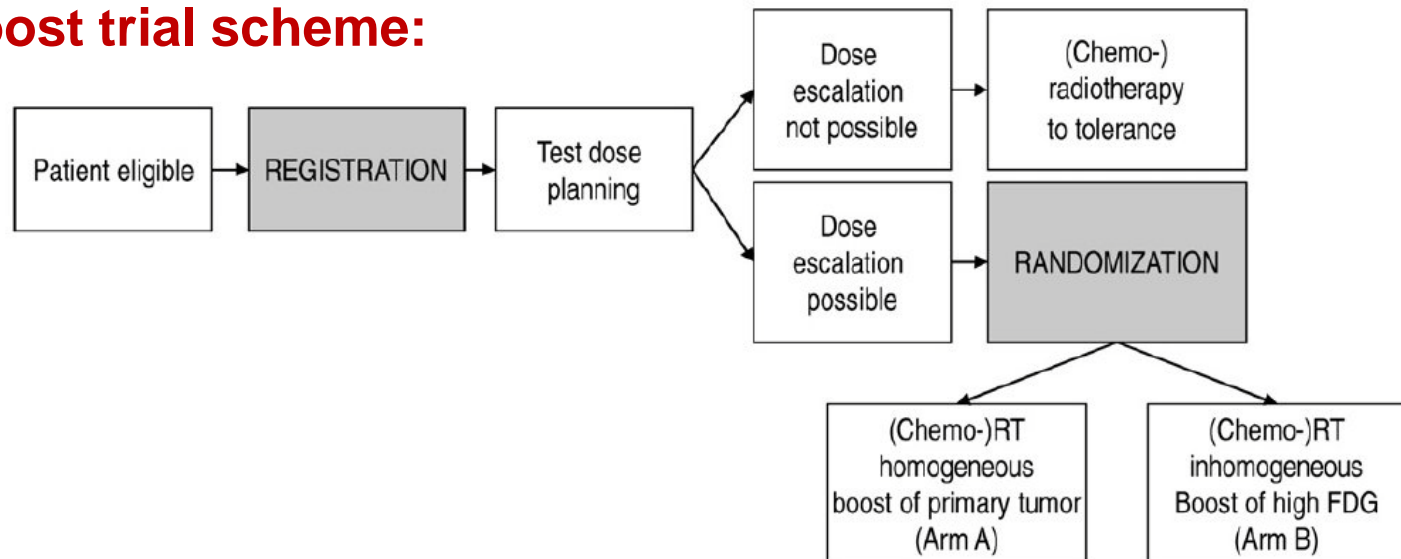 oost trial scheme:
Patient eligible
REGISTRATION
Test dose
planning
Dose
escalation
not possible
(Chemo-)
radiotherapy
to tolerance
Dose
escalation
possible
RANDOMIZATION
(Chemo-)RT
homogeneous
boost of primary tumor
(Arm A)
(Chemo-)RT
inhomogeneous
Boost of high FDG
(Arm B)